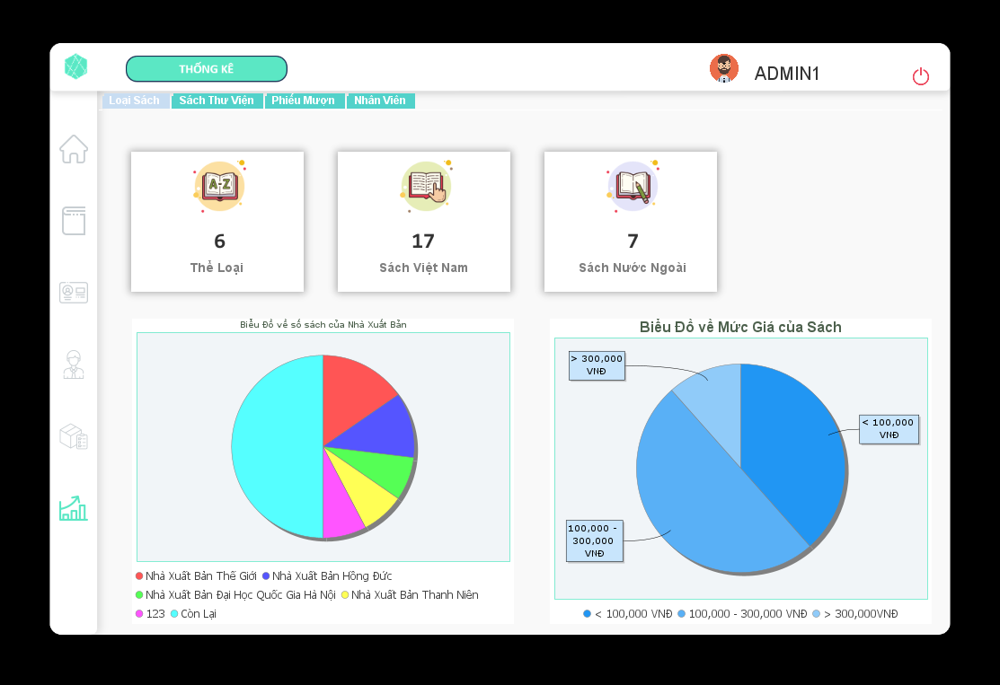 THỐNG KÊ
ADMIN1
Loại Sách Sách Thư Viện Phiếu Mượn Nhân Viên
A-Z
6
17
7
Thể Loại
Sách Việt Nam
Sách Nước Ngoài
Biểu Đồ về số sách của Nhà Xuất Bản
Nhà Xuất Bản Thế Giới Nhà Xuất Bản Hồng Đức
Nhà Xuất Bản Đại Học Quốc Gia Hà Nội Nhà Xuất Bản Thanh Niên
123 Còn Lại
Biểu Đồ về Mức Giá của Sách
> 300,000
VNĐ
< 100,000
VNĐ
100,000 -
300,000
VNĐ
< 100,000 VNĐ 100,000 - 300,000 VNĐ > 300,000VNĐ